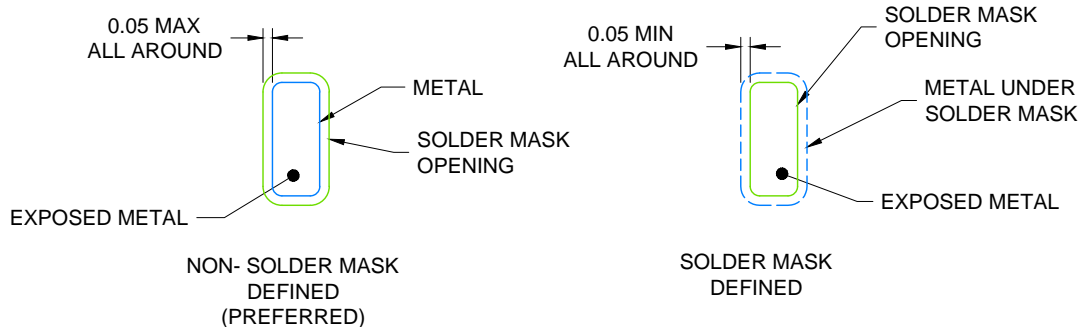 0.05 MAX
ALL AROUND
METAL
SOLDER MASK
OPENING
EXPOSED METAL
NON- SOLDER MASK
DEFINED
(PREFERRED)
0.05 MIN
ALL AROUND
SOLDER MASK
OPENING
METAL UNDER
SOLDER MASK
EXPOSED METAL
SOLDER MASK
DEFINED